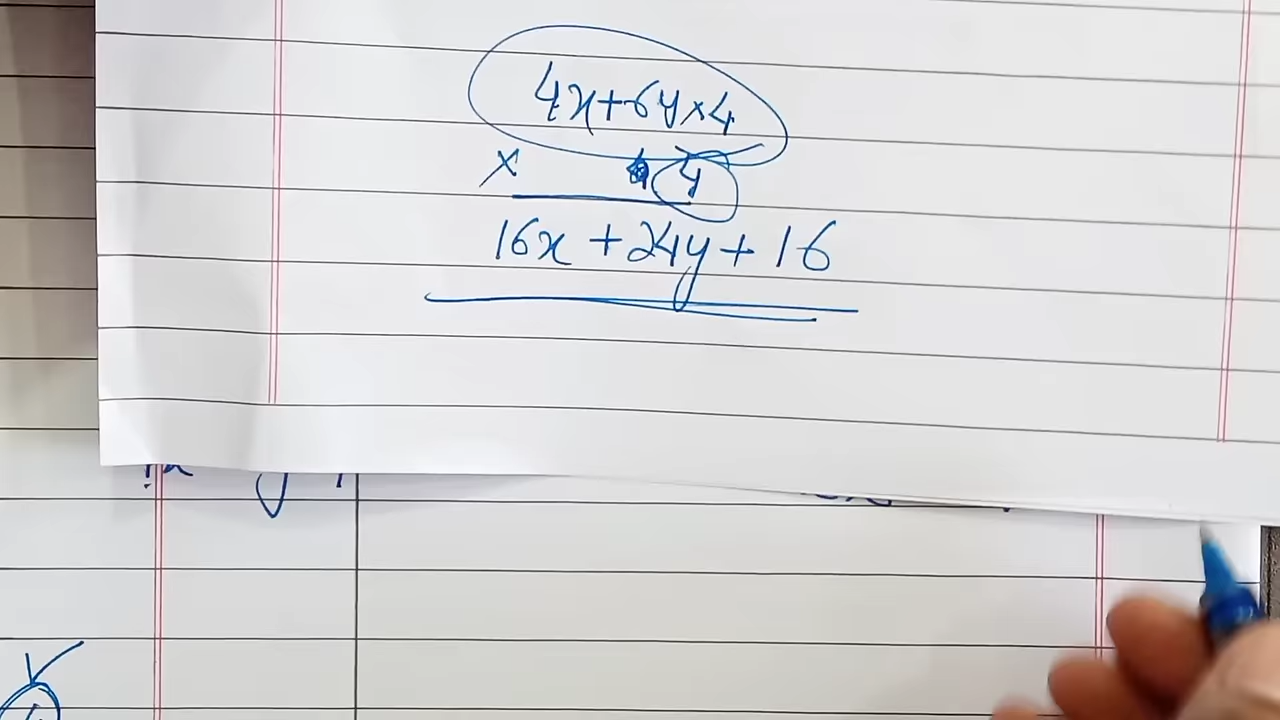 4x+6y×4
× 4
16x + 24y + 16